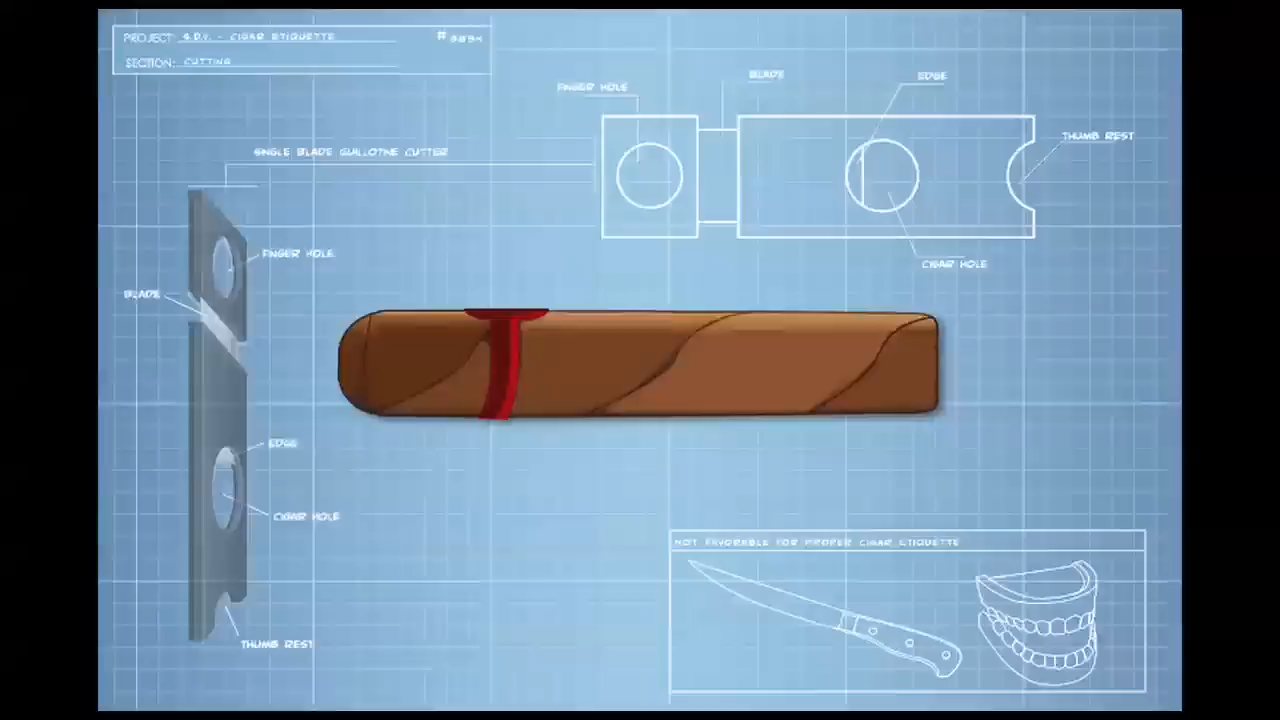 PROJECT: S.D.V. - CIGAR ETIQUETTE
SECTION: CUTTING
FINGER HOLE
BLADE
EDGE
THUMB REST
SINGLE BLADE GUILLOTINE CUTTER
CIGAR HOLE
FINGER HOLE
BLADE
EDGE
CIGAR HOLE
THUMB REST
NOT FAVORABLE FOR PROPER CIGAR ETIQUETTE